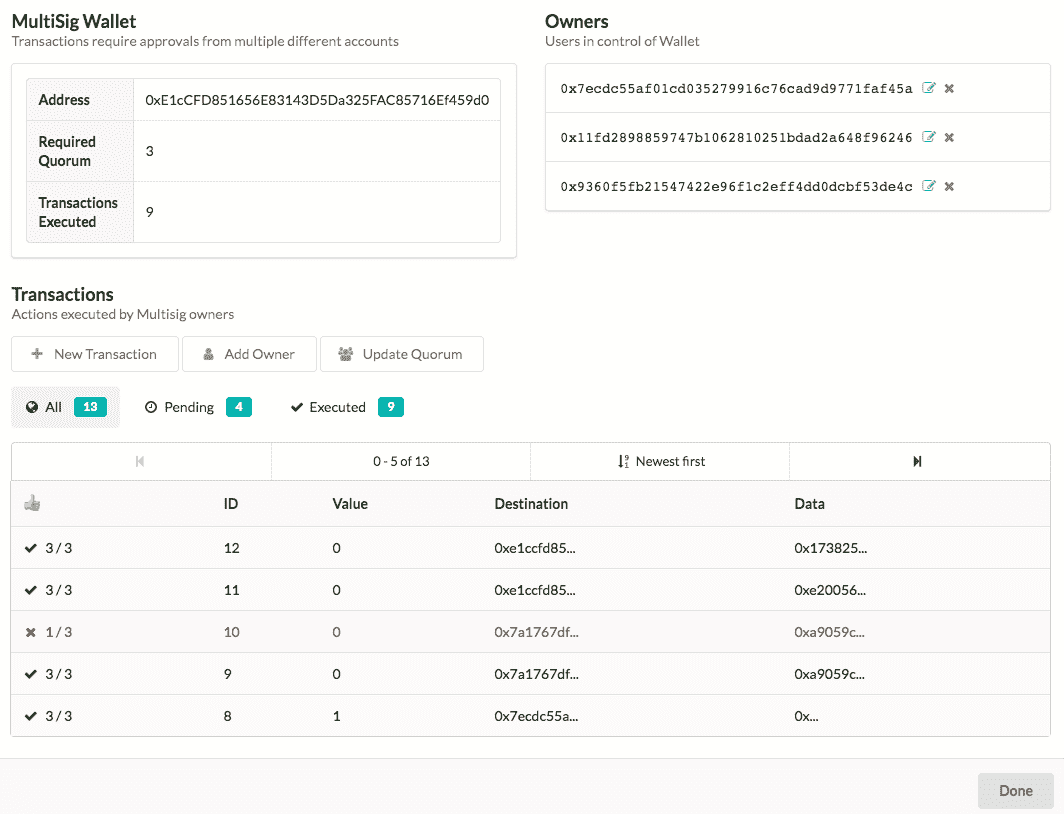 MultiSig Wallet
Transactions require approvals from multiple different accounts
Address 0xE1cCFD851656E83143D5Da325FAC85716Ef459d0
Required Quorum 3
Transactions Executed 9
Owners
Users in control of Wallet
0x7ecdc55af01cd035279916c76cad9d9771faf45a
0x11fd2898859747b1062810251bdad2a648f96246
0x9360f5fb21547422e96f1c2eff4dd0dcbf53de4c
Transactions
Actions executed by Multisig owners
New Transaction Add Owner Update Quorum
All 13 Pending 4 Executed 9
0 - 5 of 13 Newest first
ID Value Destination Data
3 / 3 12 0 0xe1ccfd85... 0x173825...
3 / 3 11 0 0xe1ccfd85... 0xe20056...
1 / 3 10 0 0x7a1767df... 0xa9059c...
3 / 3 9 0 0x7a1767df... 0xa9059c...
3 / 3 8 1 0x7ecdc55a... 0x...
Done